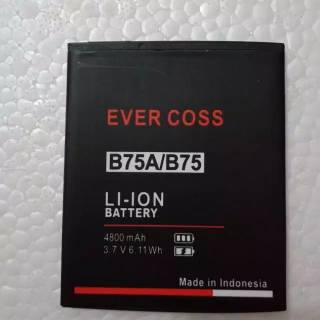 EVER COSS
B75A/B75
LI-ION
BATTERY
4800 mAh
3.7 V 6.11Wh
Made in Indonesia